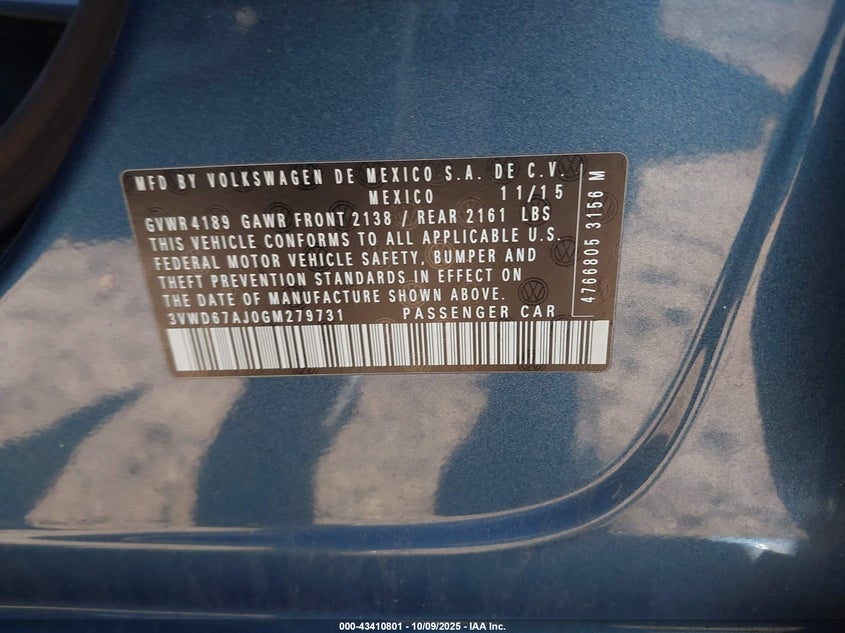 MFD BY VOLKSWAGEN DE MEXICO S.A. DE C.V.
MEXICO 11/15
GVWR 4189 GAWR FRONT 2138 / REAR 2161 LBS
THIS VEHICLE CONFORMS TO ALL APPLICABLE U.S.
FEDERAL MOTOR VEHICLE SAFETY, BUMPER AND
THEFT PREVENTION STANDARDS IN EFFECT ON
THE DATE OF MANUFACTURE SHOWN ABOVE.
3VWD67AJ0GM279731 PASSENGER CAR
4766805 3156 M
000-43410801 - 10/09/2025 - IAA Inc.